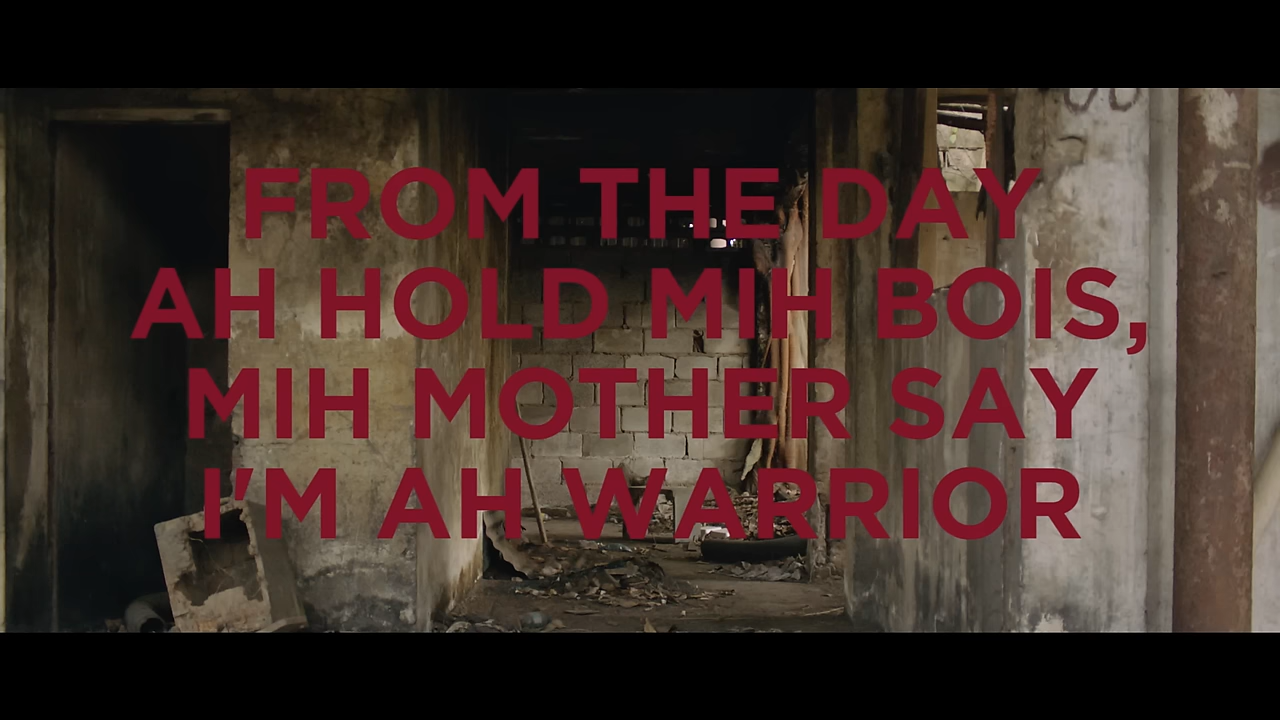 FROM THE DAY
AH HOLD MIH BOIS,
MIH MOTHER SAY
I'M AH WARRIOR